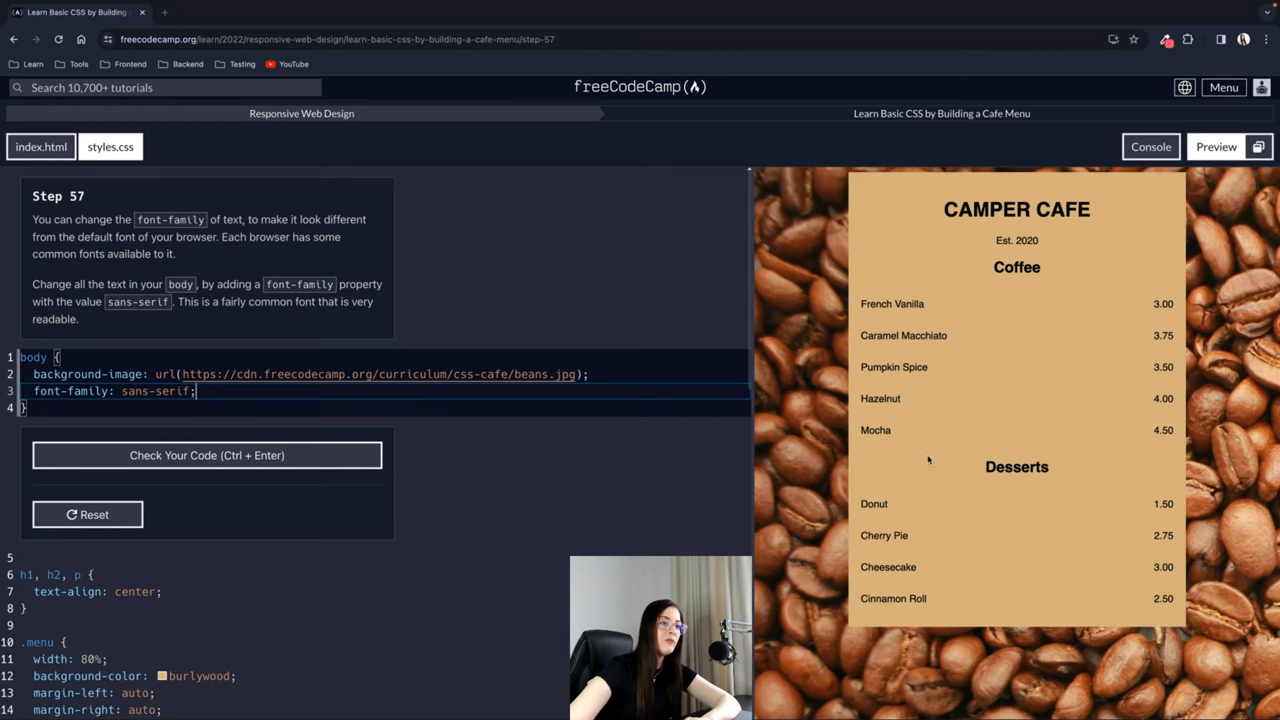 Learn Basic CSS by Building
freecodecamp.org/learn/2022/responsive-web-design/learn-basic-css-by-building-a-cafe-menu/step-57
Learn Tools Frontend Backend Testing YouTube
Search 10,700+ tutorials
freeCodeCamp
Menu
Responsive Web Design
Learn Basic CSS by Building a Cafe Menu
index.html styles.css
Console Preview
Step 57
You can change the font-family of text, to make it look different
from the default font of your browser. Each browser has some
common fonts available to it.
Change all the text in your body, by adding a font-family property
with the value sans-serif. This is a fairly common font that is very
readable.
1 body {
2 background-image: url(https://cdn.freecodecamp.org/curriculum/css-cafe/beans.jpg);
3 font-family: sans-serif;
4 }
Check Your Code (Ctrl + Enter)
Reset
5
6 h1, h2, p {
7 text-align: center;
8 }
9
10 .menu {
11 width: 80%;
12 background-color: burlywood;
13 margin-left: auto;
14 margin-right: auto;
CAMPER CAFE
Est. 2020
Coffee
French Vanilla 3.00
Caramel Macchiato 3.75
Pumpkin Spice 3.50
Hazelnut 4.00
Mocha 4.50
Desserts
Donut 1.50
Cherry Pie 2.75
Cheesecake 3.00
Cinnamon Roll 2.50